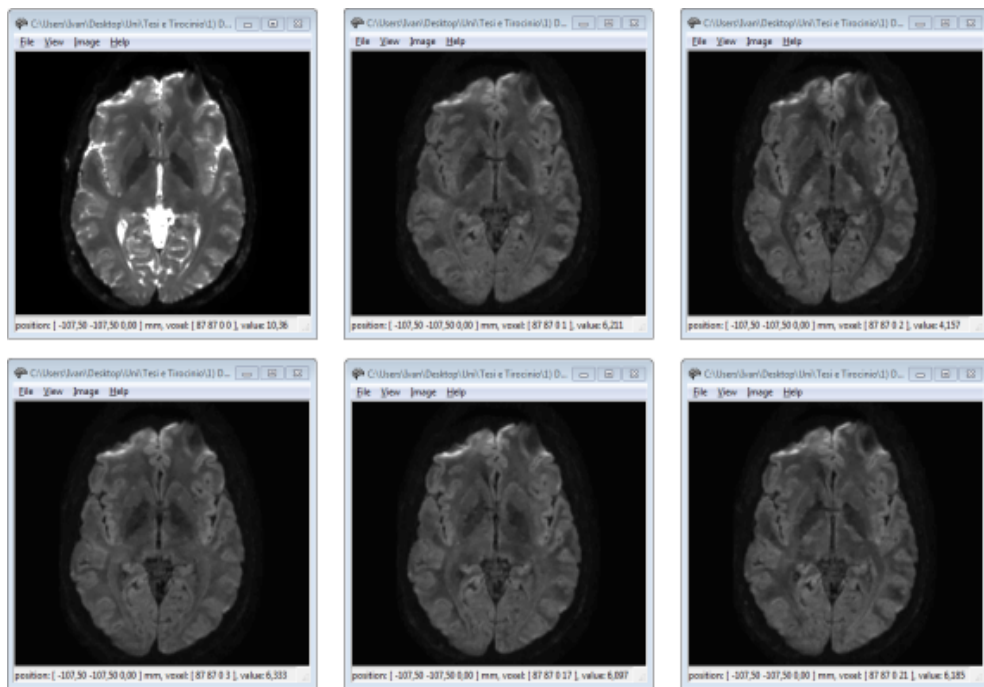 C:\Users\Ivan\Desktop\Uni\Tesi e Tirocinio\1) D...
File View Image Help
position: [ -107,50 -107,50 0,00 ] mm, voxel: [ 87 87 0 0 ], value: 10,36
C:\Users\Ivan\Desktop\Uni\Tesi e Tirocinio\1) D...
File View Image Help
position: [ -107,50 -107,50 0,00 ] mm, voxel: [ 87 87 0 1 ], value: 6,211
C:\Users\Ivan\Desktop\Uni\Tesi e Tirocinio\1) D...
File View Image Help
position: [ -107,50 -107,50 0,00 ] mm, voxel: [ 87 87 0 2 ], value: 4,157
C:\Users\Ivan\Desktop\Uni\Tesi e Tirocinio\1) D...
File View Image Help
position: [ -107,50 -107,50 0,00 ] mm, voxel: [ 87 87 0 3 ], value: 6,333
C:\Users\Ivan\Desktop\Uni\Tesi e Tirocinio\1) D...
File View Image Help
position: [ -107,50 -107,50 0,00 ] mm, voxel: [ 87 87 0 17 ], value: 6,097
C:\Users\Ivan\Desktop\Uni\Tesi e Tirocinio\1) D...
File View Image Help
position: [ -107,50 -107,50 0,00 ] mm, voxel: [ 87 87 0 21 ], value: 6,185